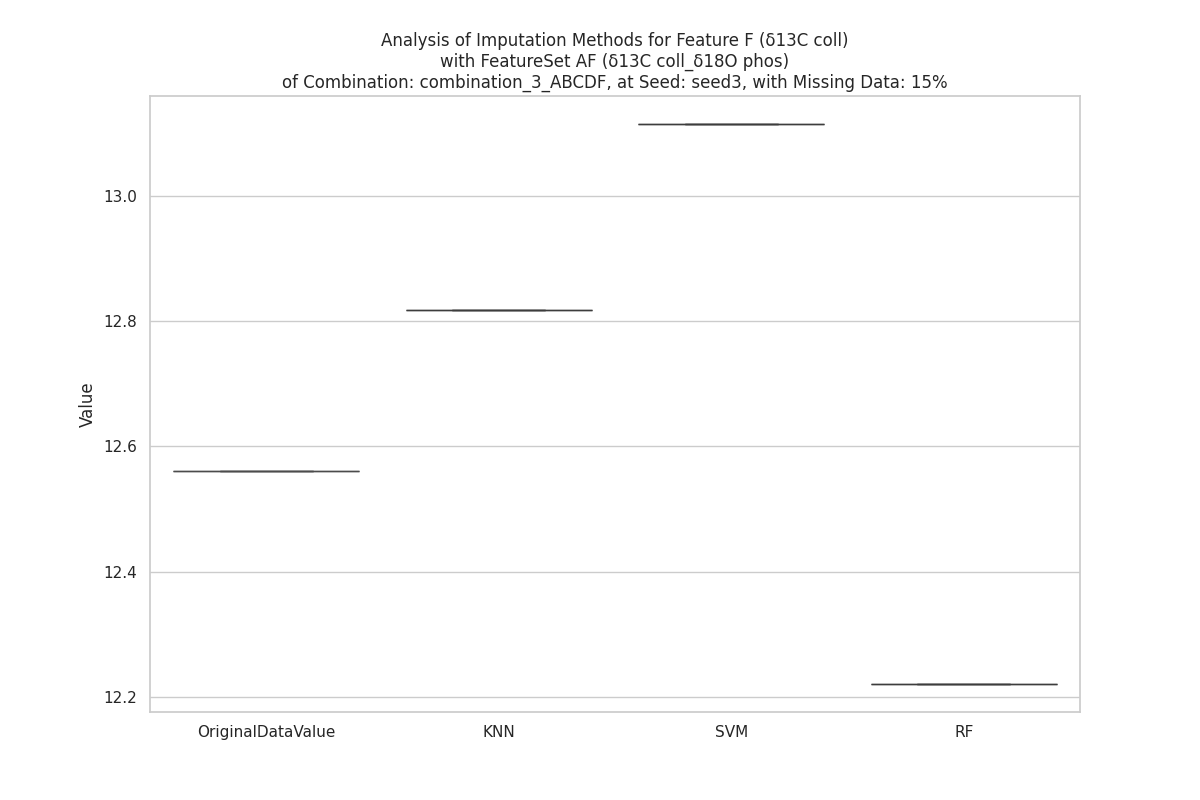 Analysis of Imputation Methods for Feature F (δ13C coll)
with FeatureSet AF (δ13C coll_δ18O phos)
of Combination: combination_3_ABCDF, at Seed: seed3, with Missing Data: 15%
Value
13.0
12.8
12.6
12.4
12.2
OriginalDataValue
KNN
SVM
RF